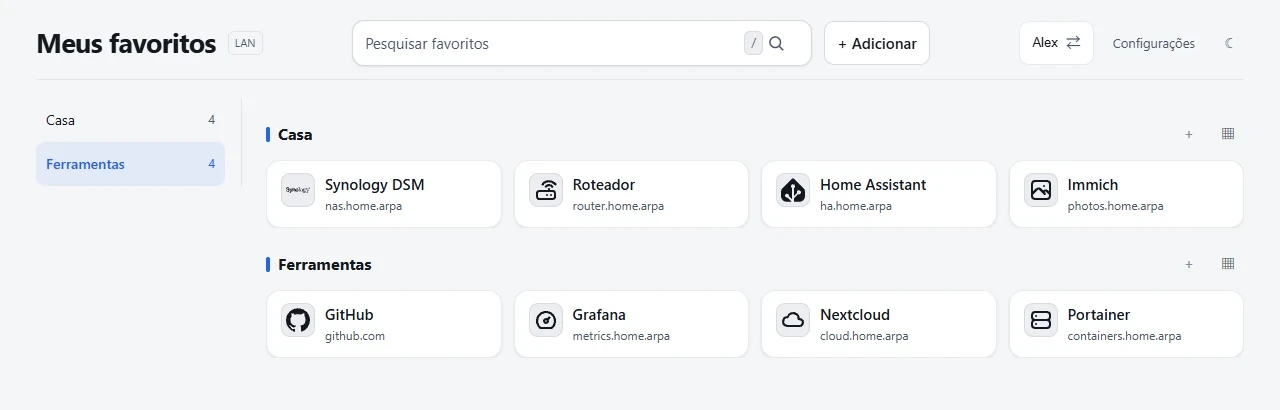 Meus favoritos
LAN
Pesquisar favoritos
/
+ Adicionar
Alex
Configurações
Casa 4
Ferramentas 4
Casa
+
Synology
Synology DSM
nas.home.arpa
Roteador
router.home.arpa
Home Assistant
ha.home.arpa
Immich
photos.home.arpa
Ferramentas
+
GitHub
github.com
Grafana
metrics.home.arpa
Nextcloud
cloud.home.arpa
Portainer
containers.home.arpa